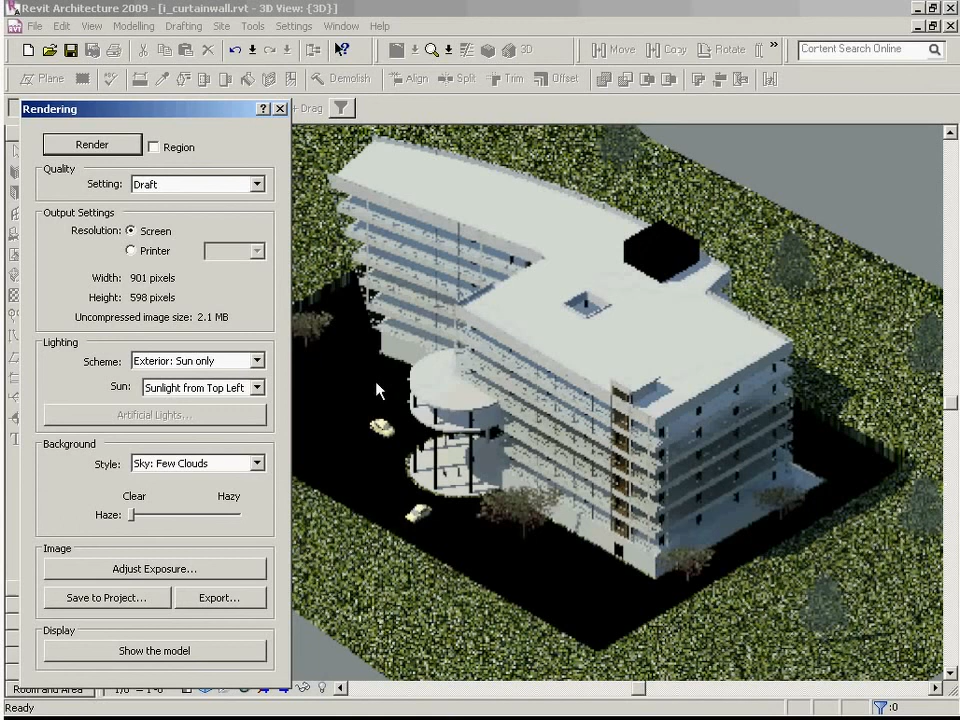 Revit Architecture 2009 - [i_curtainwall.rvt - 3D View: {3D}]
File Edit View Modelling Drafting Site Tools Settings Window Help
3D Move Copy Rotate » Content Search Online
Plane Demolish Align Split Trim Offset
Rendering ? + Drag
Render Region
Quality
Setting: Draft
Output Settings
Resolution: Screen
Printer
Width: 901 pixels
Height: 598 pixels
Uncompressed image size: 2.1 MB
Lighting
Scheme: Exterior: Sun only
Sun: Sunlight from Top Left
Artificial Lights...
Background
Style: Sky: Few Clouds
Clear Hazy
Haze:
Image
Adjust Exposure...
Save to Project... Export...
Display
Show the model
Room and Area
Ready :0